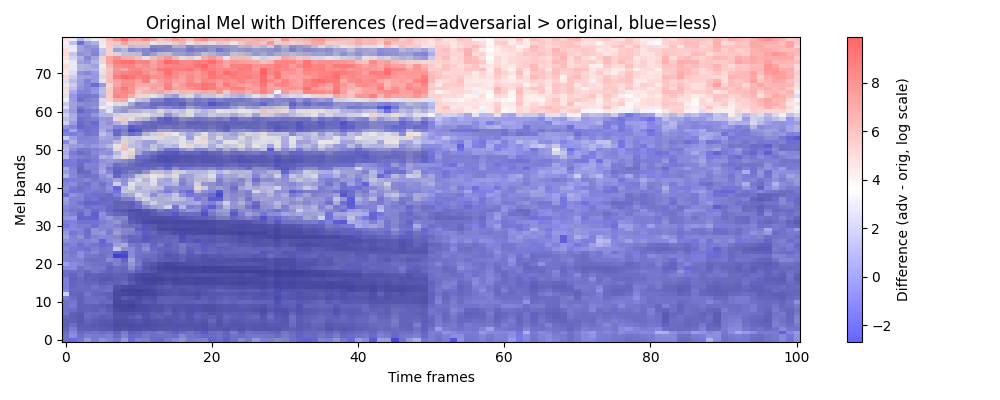 Original Mel with Differences (red=adversarial > original, blue=less)
Mel bands
70
60
50
40
30
20
10
0
0 20 40 60 80 100
Time frames
8
6
4
2
0
−2
Difference (adv - orig, log scale)